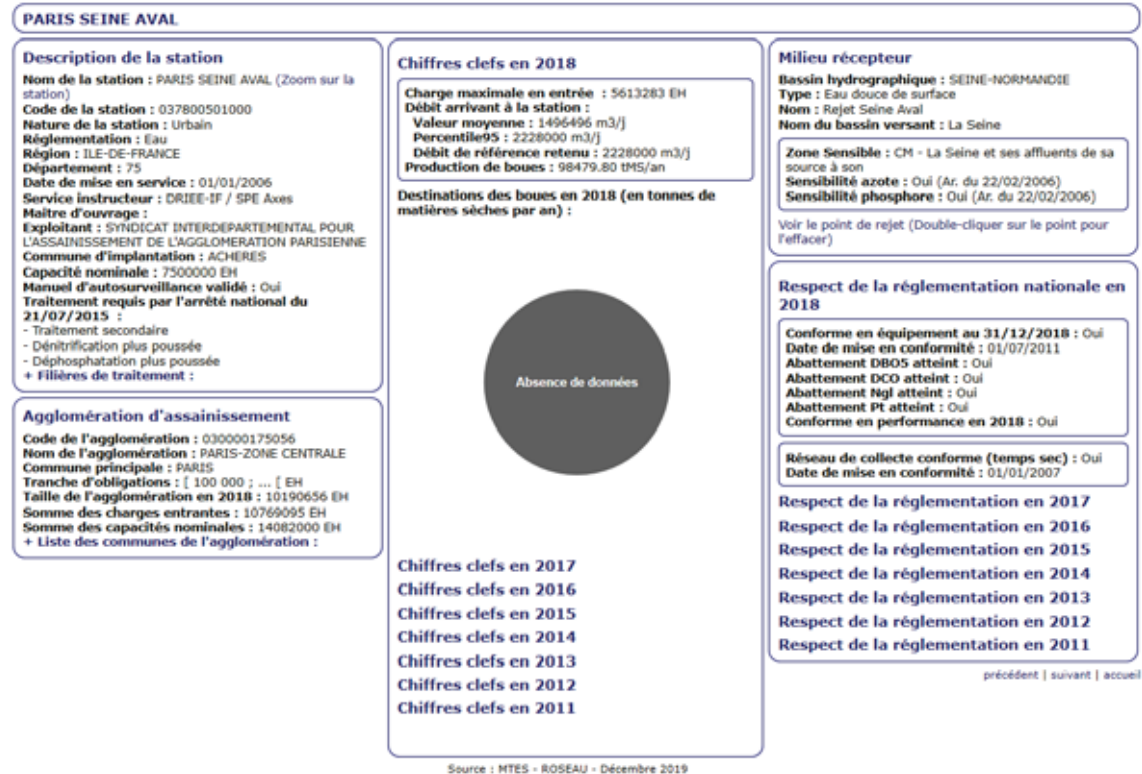 PARIS SEINE AVAL
Description de la station
Nom de la station : PARIS SEINE AVAL (Zoom sur la
station)
Code de la station : 037800501000
Nature de la station : Urbain
Réglementation : Eau
Région : ILE-DE-FRANCE
Département : 75
Date de mise en service : 01/01/2006
Service instructeur : DRIEE-IF / SPE Axes
Maitre d'ouvrage :
Exploitant : SYNDICAT INTERDEPARTEMENTAL POUR
L'ASSAINISSEMENT DE L'AGGLOMERATION PARISIENNE
Commune d'implantation : ACHERES
Capacité nominale : 7500000 EH
Manuel d'autosurveillance validé : Oui
Traitement requis par l'arrêté national du
21/07/2015 :
- Traitement secondaire
- Dénitrification plus poussée
- Déphosphatation plus poussée
+ Filières de traitement :
Agglomération d'assainissement
Code de l'agglomération : 030000175056
Nom de l'agglomération : PARIS-ZONE CENTRALE
Commune principale : PARIS
Tranche d'obligations : [ 100 000 ; ... [ EH
Taille de l'agglomération en 2018 : 10190656 EH
Somme des charges entrantes : 10769095 EH
Somme des capacités nominales : 14082000 EH
+ Liste des communes de l'agglomération :
Chiffres clefs en 2018
Charge maximale en entrée : 5613283 EH
Débit arrivant à la station :
Valeur moyenne : 1496496 m3/j
Percentile95 : 2228000 m3/j
Débit de référence retenu : 2228000 m3/j
Production de boues : 98479.80 tMS/an
Destinations des boues en 2018 (en tonnes de
matières sèches par an) :
Absence de données
Chiffres clefs en 2017
Chiffres clefs en 2016
Chiffres clefs en 2015
Chiffres clefs en 2014
Chiffres clefs en 2013
Chiffres clefs en 2012
Chiffres clefs en 2011
Milieu récepteur
Bassin hydrographique : SEINE-NORMANDIE
Type : Eau douce de surface
Nom : Rejet Seine Aval
Nom du bassin versant : La Seine
Zone Sensible : CM - La Seine et ses affluents de sa
source à son
Sensibilité azote : Oui (Ar. du 22/02/2006)
Sensibilité phosphore : Oui (Ar. du 22/02/2006)
Voir le point de rejet (Double-cliquer sur le point pour
l'effacer)
Respect de la réglementation nationale en
2018
Conforme en équipement au 31/12/2018 : Oui
Date de mise en conformité : 01/07/2011
Abattement DBO5 atteint : Oui
Abattement DCO atteint : Oui
Abattement Ngl atteint : Oui
Abattement Pt atteint : Oui
Conforme en performance en 2018 : Oui
Réseau de collecte conforme (temps sec) : Oui
Date de mise en conformité : 01/01/2007
Respect de la réglementation en 2017
Respect de la réglementation en 2016
Respect de la réglementation en 2015
Respect de la réglementation en 2014
Respect de la réglementation en 2013
Respect de la réglementation en 2012
Respect de la réglementation en 2011
précédent | suivant | accueil
Source : MTES - ROSEAU - Décembre 2019